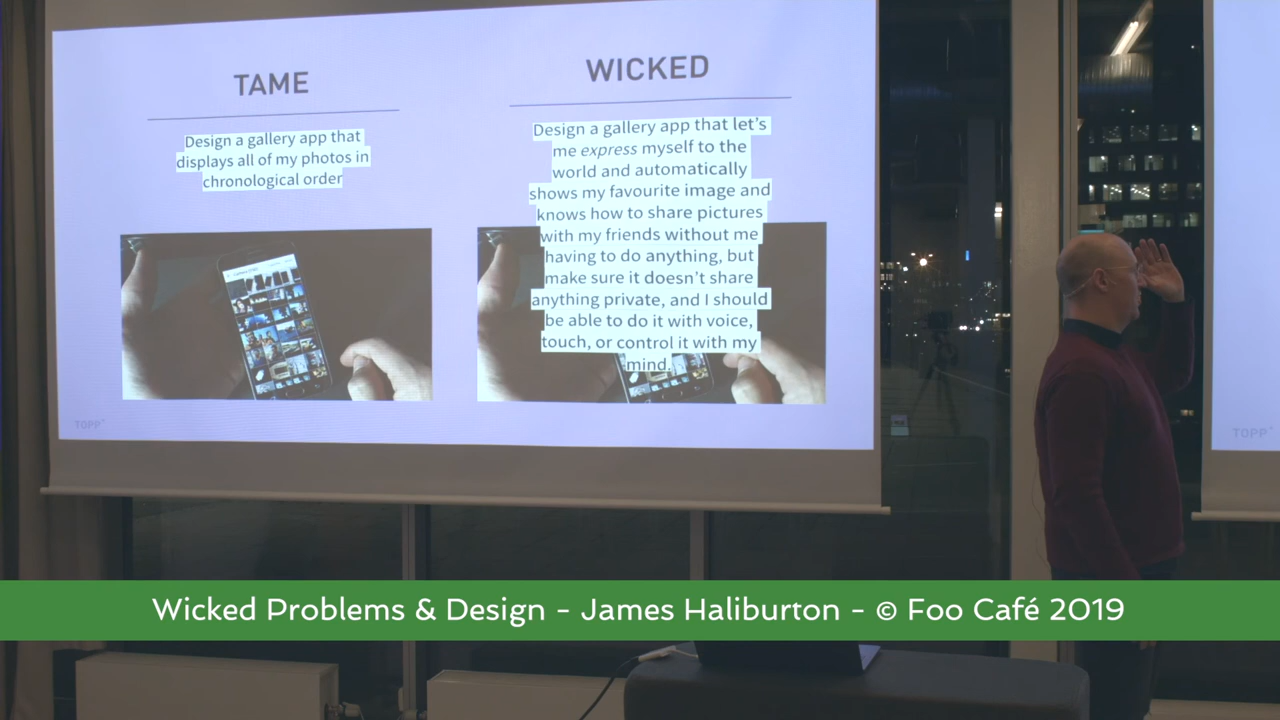 TAME
Design a gallery app that
displays all of my photos in
chronological order
WICKED
Design a gallery app that let's
me express myself to the
world and automatically
shows my favourite image and
knows how to share pictures
with my friends without me
having to do anything, but
make sure it doesn't share
anything private, and I should
be able to do it with voice,
touch, or control it with my
mind.
TOPP
TOPP
Wicked Problems & Design - James Haliburton - © Foo Café 2019